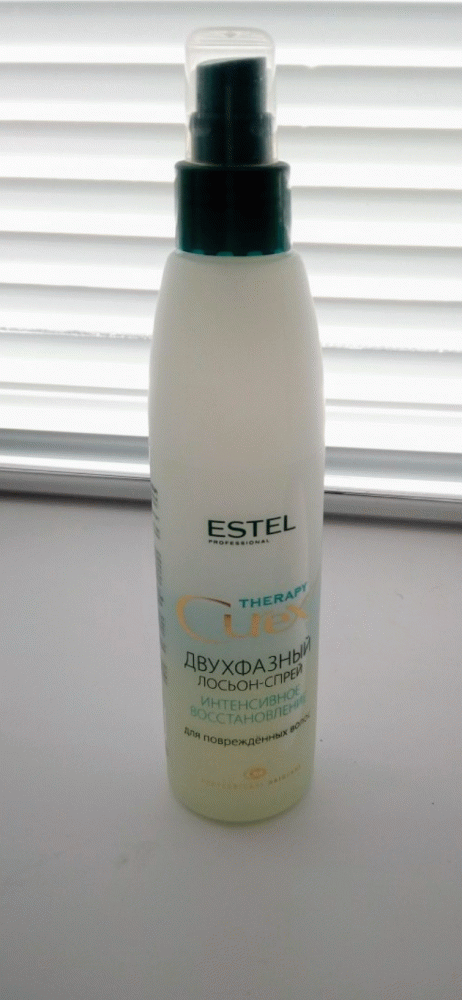 ESTEL
PROFESSIONAL
THERAPY
Curex
ДВУХФАЗНЫЙ
ЛОСЬОН-СПРЕЙ
ИНТЕНСИВНОЕ
ВОССТАНОВЛЕНИЕ
для повреждённых волос